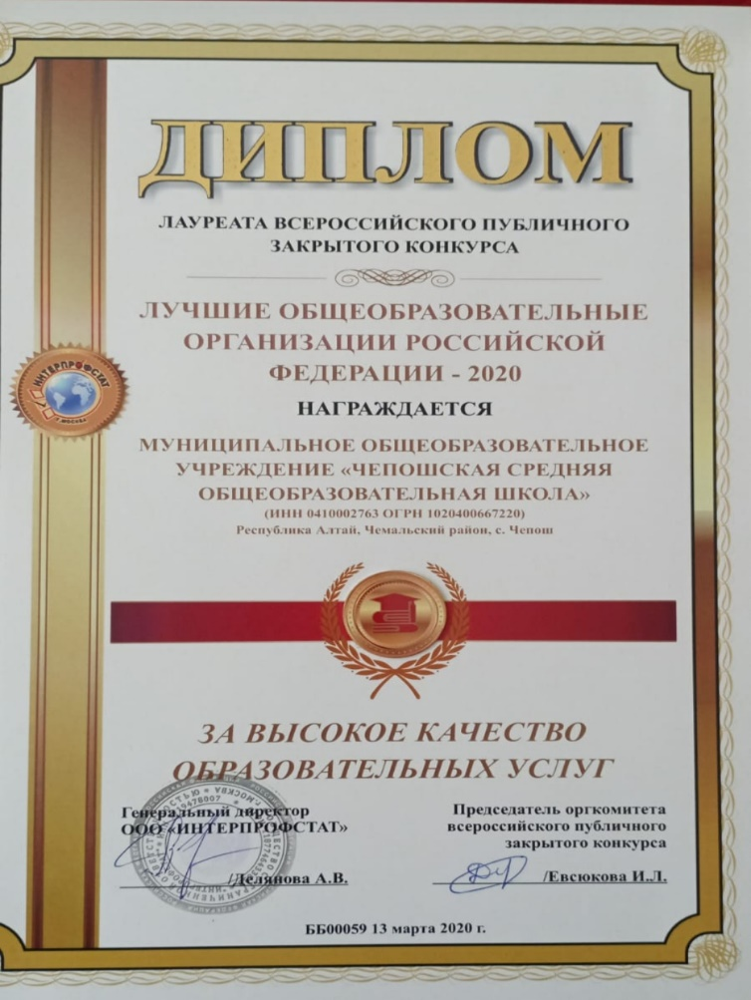 ДИПЛОМ
ЛАУРЕАТА ВСЕРОССИЙСКОГО ПУБЛИЧНОГО
ЗАКРЫТОГО КОНКУРСА
ЛУЧШИЕ ОБЩЕОБРАЗОВАТЕЛЬНЫЕ
ОРГАНИЗАЦИИ РОССИЙСКОЙ
ФЕДЕРАЦИИ - 2020
ИНТЕРПРОФСТАТ
Г. МОСКВА
НАГРАЖДАЕТСЯ
МУНИЦИПАЛЬНОЕ ОБЩЕОБРАЗОВАТЕЛЬНОЕ
УЧРЕЖДЕНИЕ «ЧЕПОШСКАЯ СРЕДНЯЯ
ОБЩЕОБРАЗОВАТЕЛЬНАЯ ШКОЛА»
(ИНН 0410002763 ОГРН 1020400667220)
Республика Алтай, Чемальский район, с. Чепош
ЗА ВЫСОКОЕ КАЧЕСТВО
ОБРАЗОВАТЕЛЬНЫХ УСЛУГ
Генеральный директор
ООО «ИНТЕРПРОФСТАТ»
/Делянова А.В.
Председатель оргкомитета
всероссийского публичного
закрытого конкурса
/Евсюкова И.Л.
ББ00059 13 марта 2020 г.